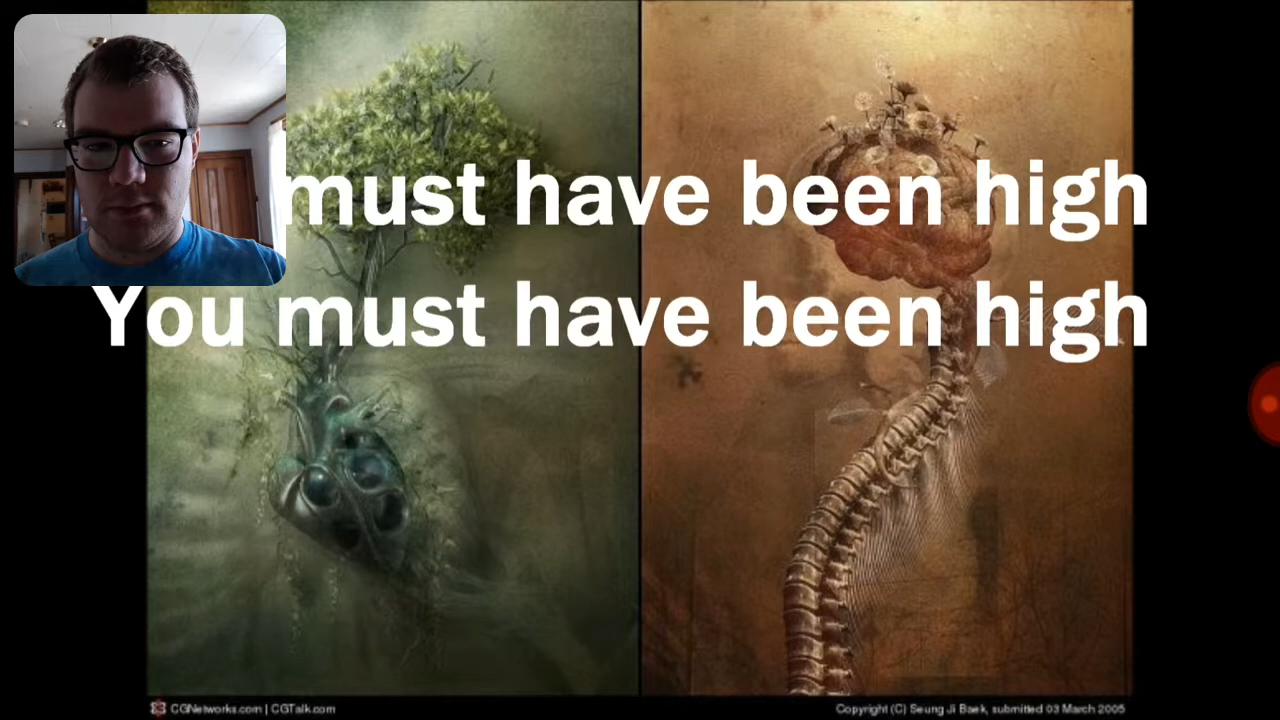 must have been high
You must have been high
CGNetworks.com | CGTalk.com
Copyright (C) Seung Ji Baek, submitted 03 March 2005